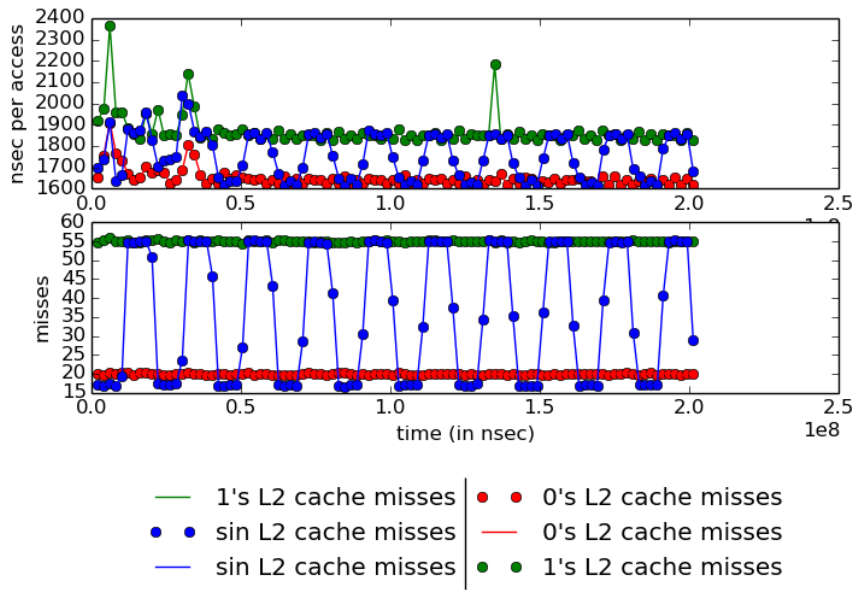 2400
2300
2200
2100
2000
1900
1800
1700
1600
nsec per access
0.0 0.5 1.0 1.5 2.0 2.5
60
55
50
45
40
35
30
25
20
15
misses
0.0 0.5 1.0 1.5 2.0 2.5
time (in nsec)
1e8
1's L2 cache misses
sin L2 cache misses
sin L2 cache misses
0's L2 cache misses
0's L2 cache misses
1's L2 cache misses